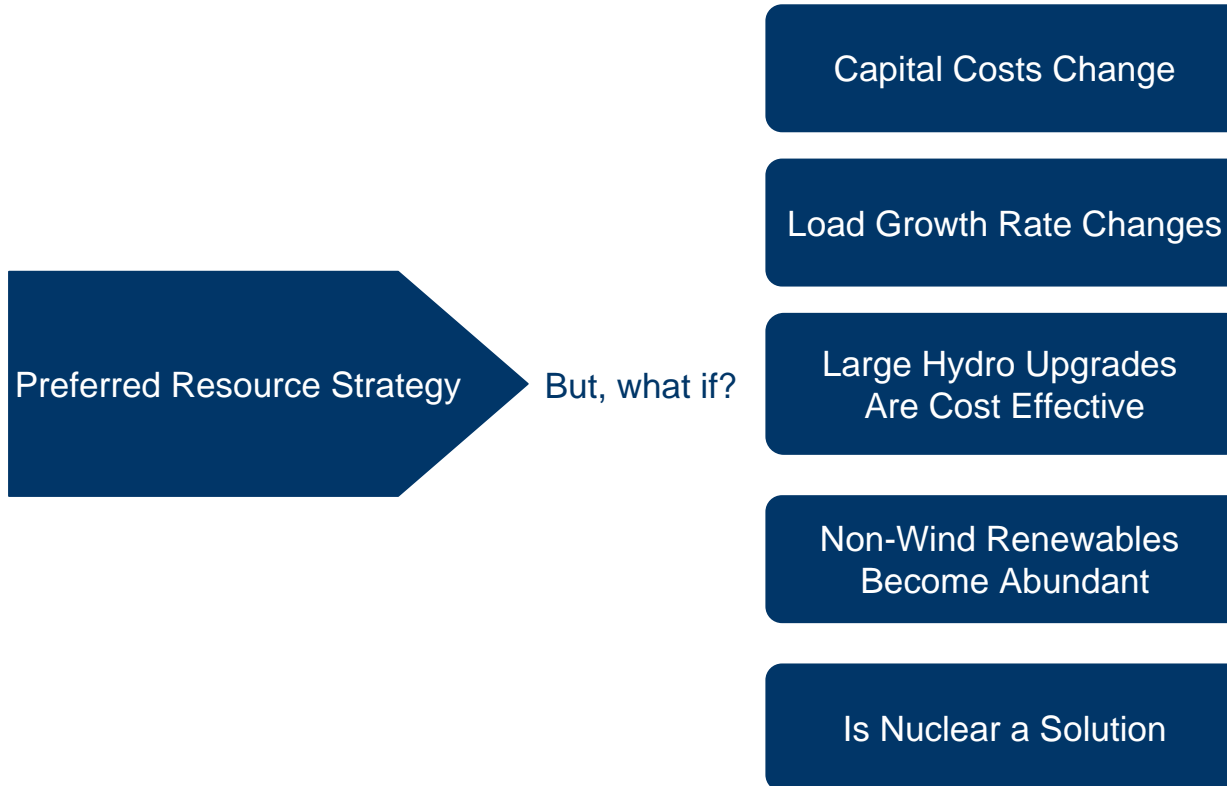 Preferred Resource Strategy
But, what if?
Capital Costs Change
Load Growth Rate Changes
Large Hydro Upgrades
Are Cost Effective
Non-Wind Renewables
Become Abundant
Is Nuclear a Solution